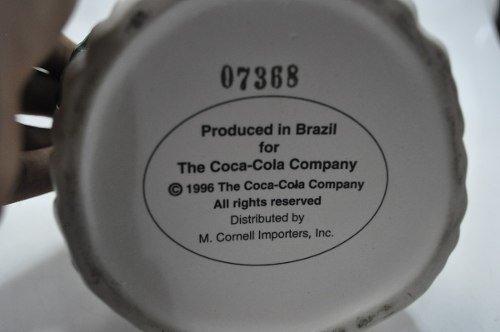 07368
Produced in Brazil
for
The Coca-Cola Company
© 1996 The Coca-Cola Company
All rights reserved
Distributed by
M. Cornell Importers, Inc.